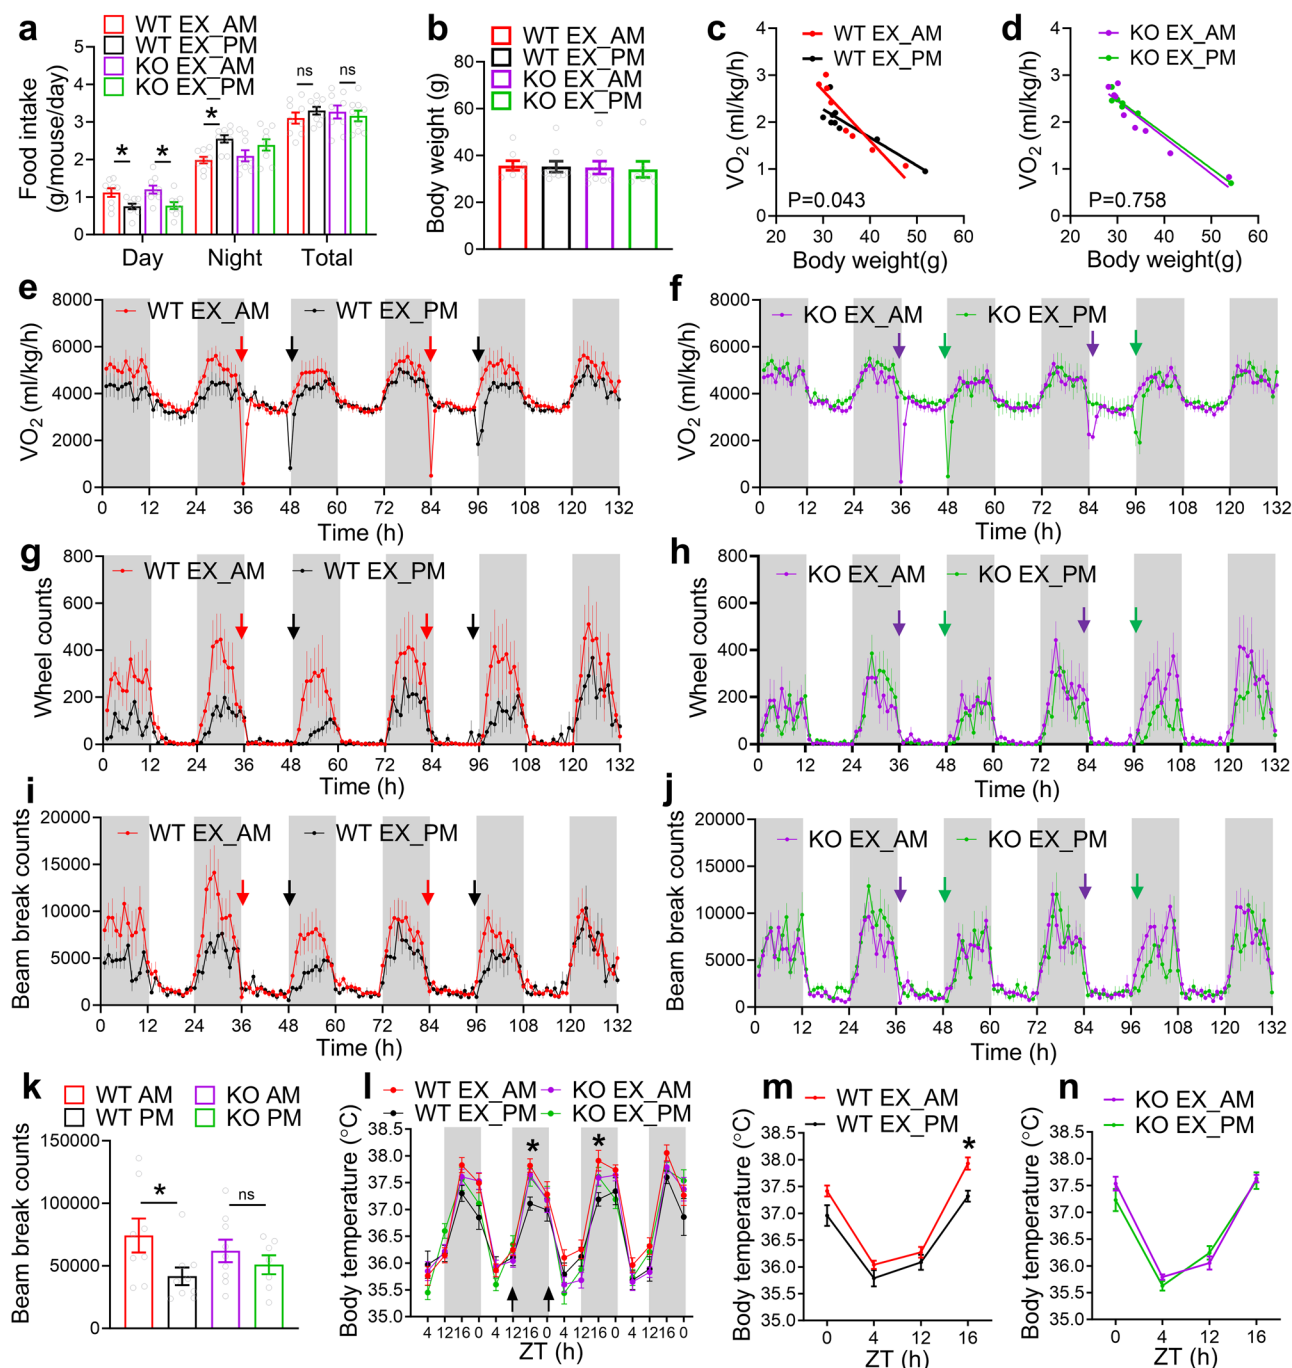 a
WT EX_AM
WT EX_PM
KO EX_AM
KO EX_PM
Food intake
(g/mouse/day)
5
4
3
2
1
0
*
*
*
ns
ns
Day
Night
Total
b
WT EX_AM
WT EX_PM
KO EX_AM
KO EX_PM
Body weight (g)
80
60
40
20
0
c
WT EX_AM
WT EX_PM
VO2 (ml/kg/h)
4
3
2
1
0
P=0.043
20 30 40 50 60
Body weight(g)
d
KO EX_AM
KO EX_PM
VO2 (ml/kg/h)
4
3
2
1
0
P=0.758
20 30 40 50 60
Body weight(g)
e
WT EX_AM
WT EX_PM
VO2 (ml/kg/h)
8000
6000
4000
2000
0
0 12 24 36 48 60 72 84 96 108 120 132
Time (h)
f
KO EX_AM
KO EX_PM
VO2 (ml/kg/h)
8000
6000
4000
2000
0
0 12 24 36 48 60 72 84 96 108 120 132
Time (h)
g
WT EX_AM
WT EX_PM
Wheel counts
800
600
400
200
0
0 12 24 36 48 60 72 84 96 108 120 132
Time (h)
h
KO EX_AM
KO EX_PM
Wheel counts
800
600
400
200
0
0 12 24 36 48 60 72 84 96 108 120 132
Time (h)
i
WT EX_AM
WT EX_PM
Beam break counts
20000
15000
10000
5000
0
0 12 24 36 48 60 72 84 96 108 120 132
Time (h)
j
KO EX_AM
KO EX_PM
Beam break counts
20000
15000
10000
5000
0
0 12 24 36 48 60 72 84 96 108 120 132
Time (h)
k
WT AM
KO AM
WT PM
KO PM
Beam break counts
150000
100000
50000
0
*
ns
l
WT EX_AM
KO EX_AM
WT EX_PM
KO EX_PM
Body temperature (°C)
38.5
38.0
37.5
37.0
36.5
36.0
35.5
35.0
*
*
4 1216 0 4 1216 0 4 1216 0 4 1216 0
ZT (h)
m
WT EX_AM
WT EX_PM
Body temperature (°C)
38.5
38.0
37.5
37.0
36.5
36.0
35.5
35.0
*
0 4 12 16
ZT (h)
n
KO EX_AM
KO EX_PM
Body temperature (°C)
38.5
38.0
37.5
37.0
36.5
36.0
35.5
35.0
0 4 12 16
ZT (h)